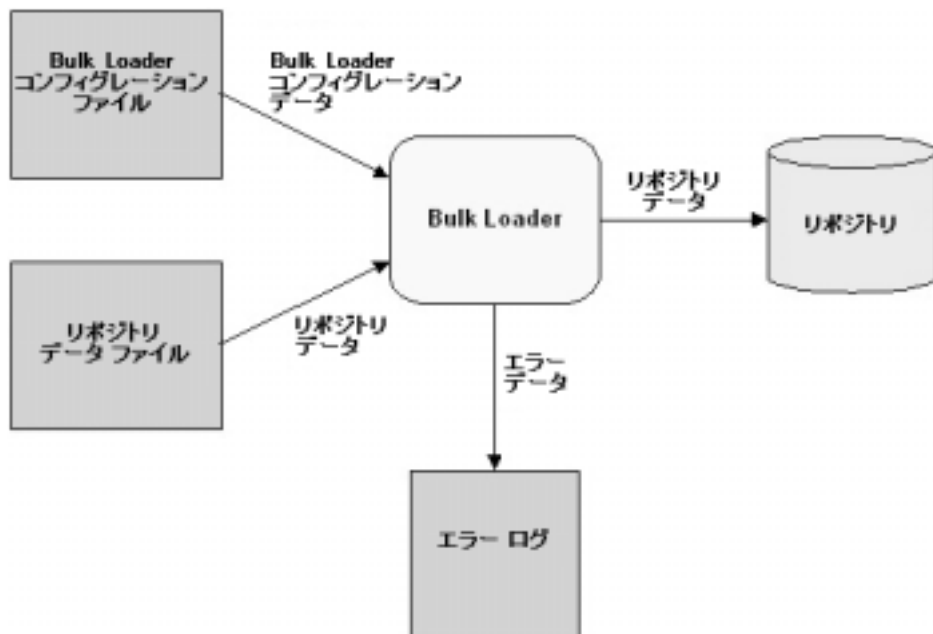 Bulk Loader
コンフィグレーション
ファイル
Bulk Loader
コンフィグレーション
データ
Bulk Loader
リポジトリ
データ
リポジトリ
リポジトリ
データ ファイル
リポジトリ
データ
エラー
データ
エラー ログ